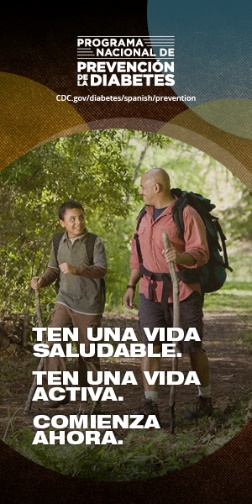 PROGRAMA
NACIONAL DE
PREVENCIÓN
DE LA DIABETES
CDC.gov/diabetes/spanish/prevention
TEN UNA VIDA
SALUDABLE.
TEN UNA VIDA
ACTIVA.
COMIENZA
AHORA.